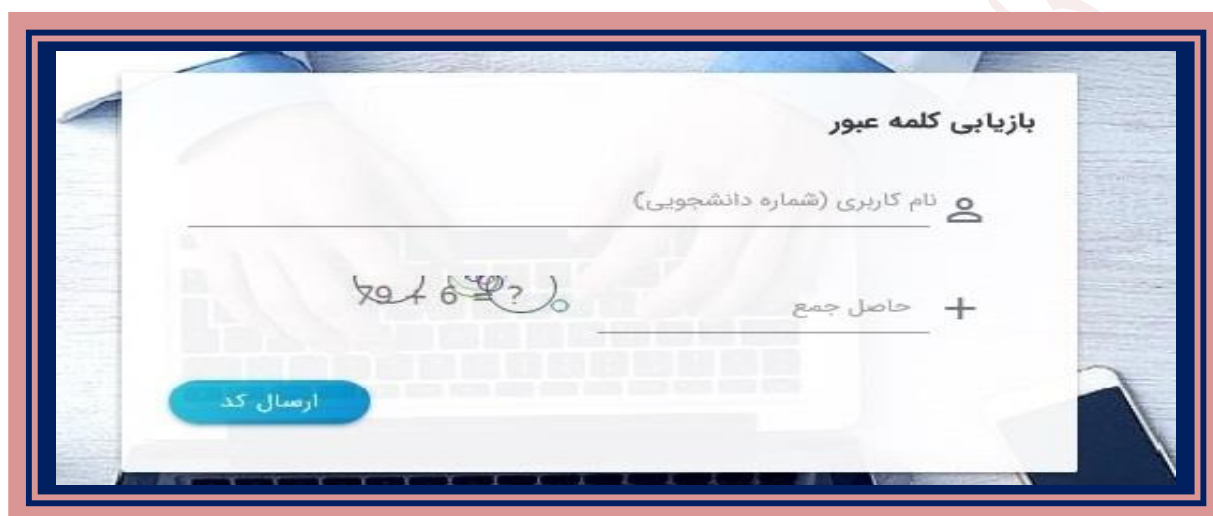 بازیابی کلمه عبور
نام کاربری (شماره دانشجویی)
حاصل جمع
79 + 6 = ?
ارسال کد